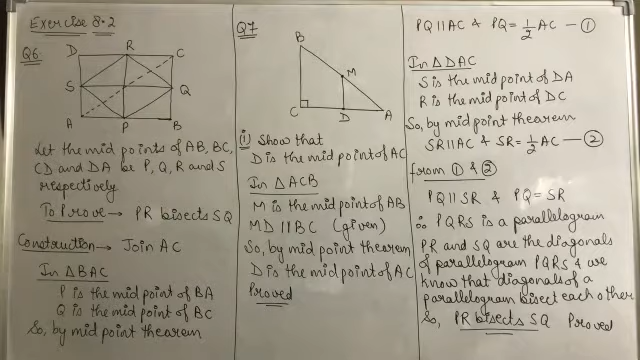 Exercise 8.2
Q6
D R C
S Q
A P B
Let the mid points of AB, BC,
CD and DA be P, Q, R and S
respectively
To Prove → PR bisects SQ
Construction → Join AC
In ΔBAC
P is the mid point of BA
Q is the mid point of BC
So, by mid point theorem
Q7
B
M
C D A
(i) Show that
D is the mid point of AC
In ΔACB
M is the mid point of AB
MD || BC (given)
So, by mid point theorem
D is the mid point of AC
Proved
PQ || AC & PQ = 1/2 AC — ①
In ΔDAC
S is the mid point of DA
R is the mid point of DC
So, by midpoint theorem
SR || AC & SR = 1/2 AC — ②
from ① & ②
PQ || SR & PQ = SR
∴ PQRS is a parallelogram
PR and SQ are the diagonals
of parallelogram PQRS & we
know that diagonals of a
parallelogram bisect each other
So, PR bisects SQ Proved